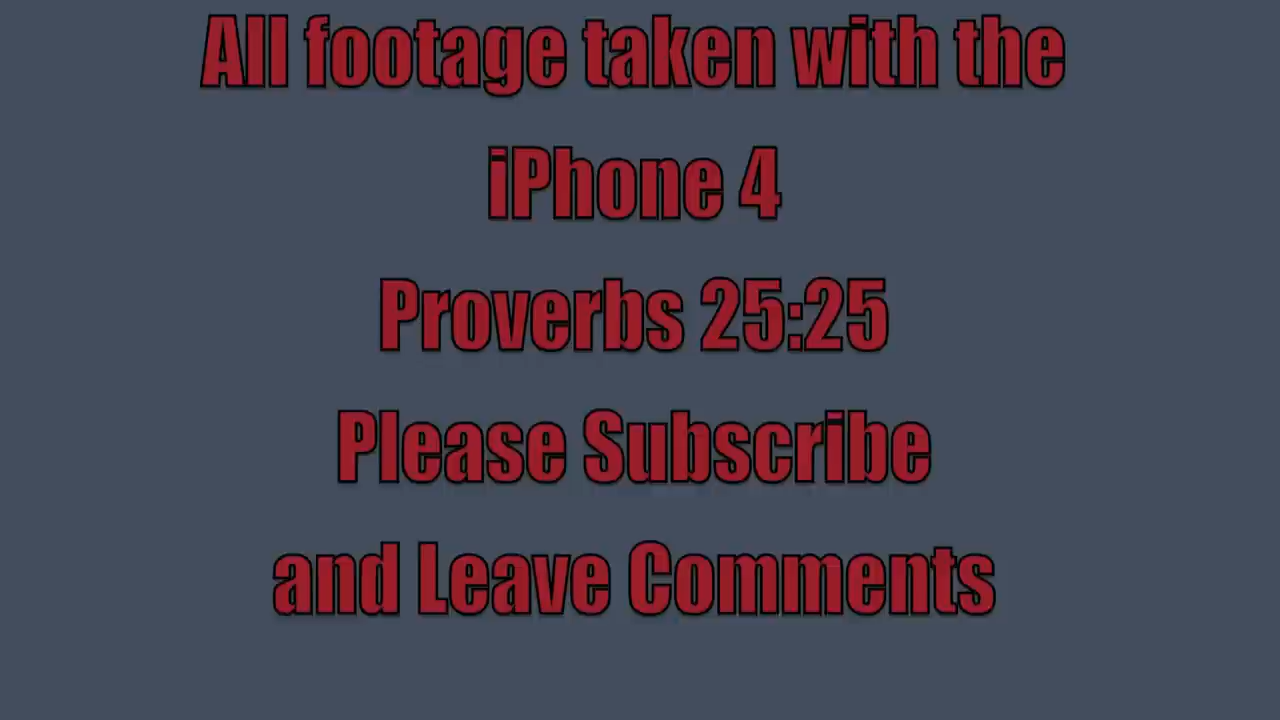 All footage taken with the
iPhone 4
Proverbs 25:25
Please Subscribe
and Leave Comments